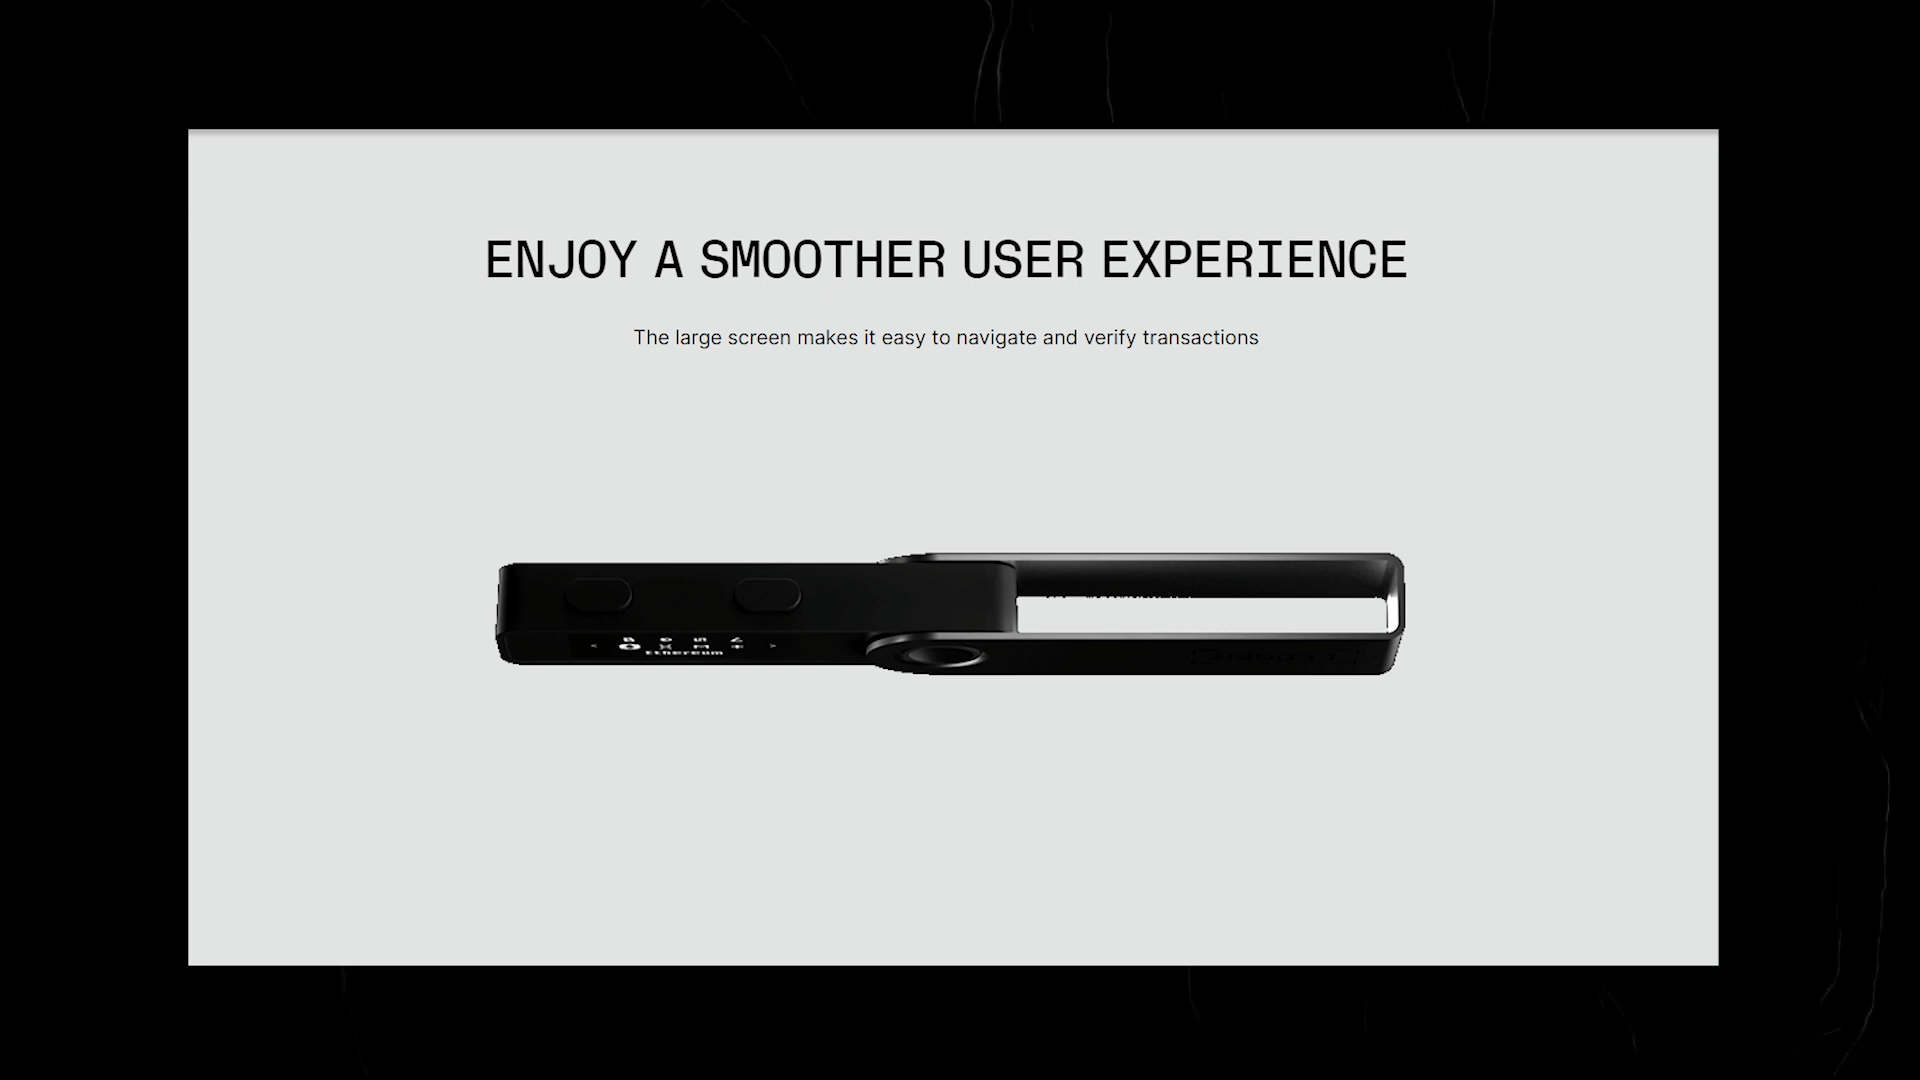 ENJOY A SMOOTHER USER EXPERIENCE
The large screen makes it easy to navigate and verify transactions
Ethereum